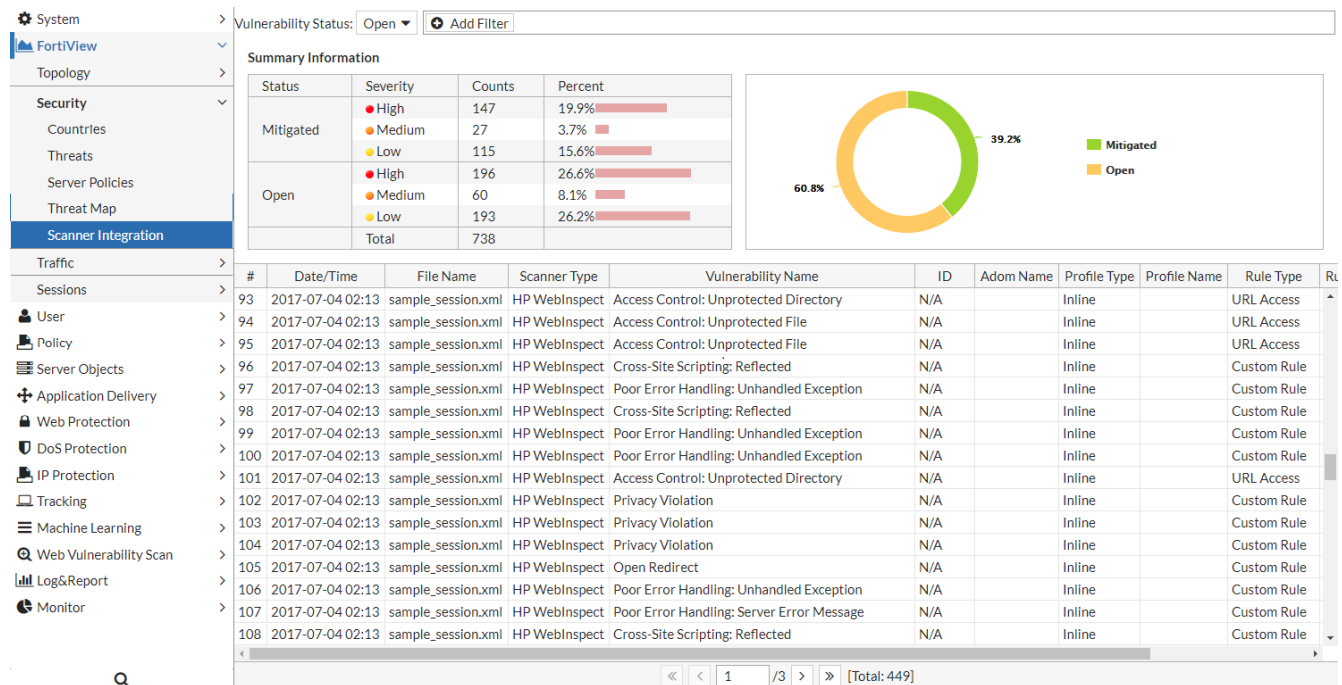 System
FortiView
Topology
Security
Countries
Threats
Server Policies
Threat Map
Scanner Integration
Traffic
Sessions
User
Policy
Server Objects
Application Delivery
Web Protection
DoS Protection
IP Protection
Tracking
Machine Learning
Web Vulnerability Scan
Log&Report
Monitor
Vulnerability Status: Open Add Filter
Summary Information
Status Severity Counts Percent
Mitigated
High 147 19.9%
Medium 27 3.7%
Low 115 15.6%
Open
High 196 26.6%
Medium 60 8.1%
Low 193 26.2%
Total 738
39.2%
60.8%
Mitigated
Open
# Date/Time File Name Scanner Type Vulnerability Name ID Adom Name Profile Type Profile Name Rule Type Ru
93 2017-07-04 02:13 sample_session.xml HP WebInspect Access Control: Unprotected Directory N/A Inline URL Access
94 2017-07-04 02:13 sample_session.xml HP WebInspect Access Control: Unprotected File N/A Inline URL Access
95 2017-07-04 02:13 sample_session.xml HP WebInspect Access Control: Unprotected File N/A Inline URL Access
96 2017-07-04 02:13 sample_session.xml HP WebInspect Cross-Site Scripting: Reflected N/A Inline Custom Rule
97 2017-07-04 02:13 sample_session.xml HP WebInspect Poor Error Handling: Unhandled Exception N/A Inline Custom Rule
98 2017-07-04 02:13 sample_session.xml HP WebInspect Cross-Site Scripting: Reflected N/A Inline Custom Rule
99 2017-07-04 02:13 sample_session.xml HP WebInspect Poor Error Handling: Unhandled Exception N/A Inline Custom Rule
100 2017-07-04 02:13 sample_session.xml HP WebInspect Poor Error Handling: Unhandled Exception N/A Inline Custom Rule
101 2017-07-04 02:13 sample_session.xml HP WebInspect Access Control: Unprotected Directory N/A Inline URL Access
102 2017-07-04 02:13 sample_session.xml HP WebInspect Privacy Violation N/A Inline Custom Rule
103 2017-07-04 02:13 sample_session.xml HP WebInspect Privacy Violation N/A Inline Custom Rule
104 2017-07-04 02:13 sample_session.xml HP WebInspect Privacy Violation N/A Inline Custom Rule
105 2017-07-04 02:13 sample_session.xml HP WebInspect Open Redirect N/A Inline Custom Rule
106 2017-07-04 02:13 sample_session.xml HP WebInspect Poor Error Handling: Unhandled Exception N/A Inline Custom Rule
107 2017-07-04 02:13 sample_session.xml HP WebInspect Poor Error Handling: Server Error Message N/A Inline Custom Rule
108 2017-07-04 02:13 sample_session.xml HP WebInspect Cross-Site Scripting: Reflected N/A Inline Custom Rule
« < 1 /3 > » [Total: 449]